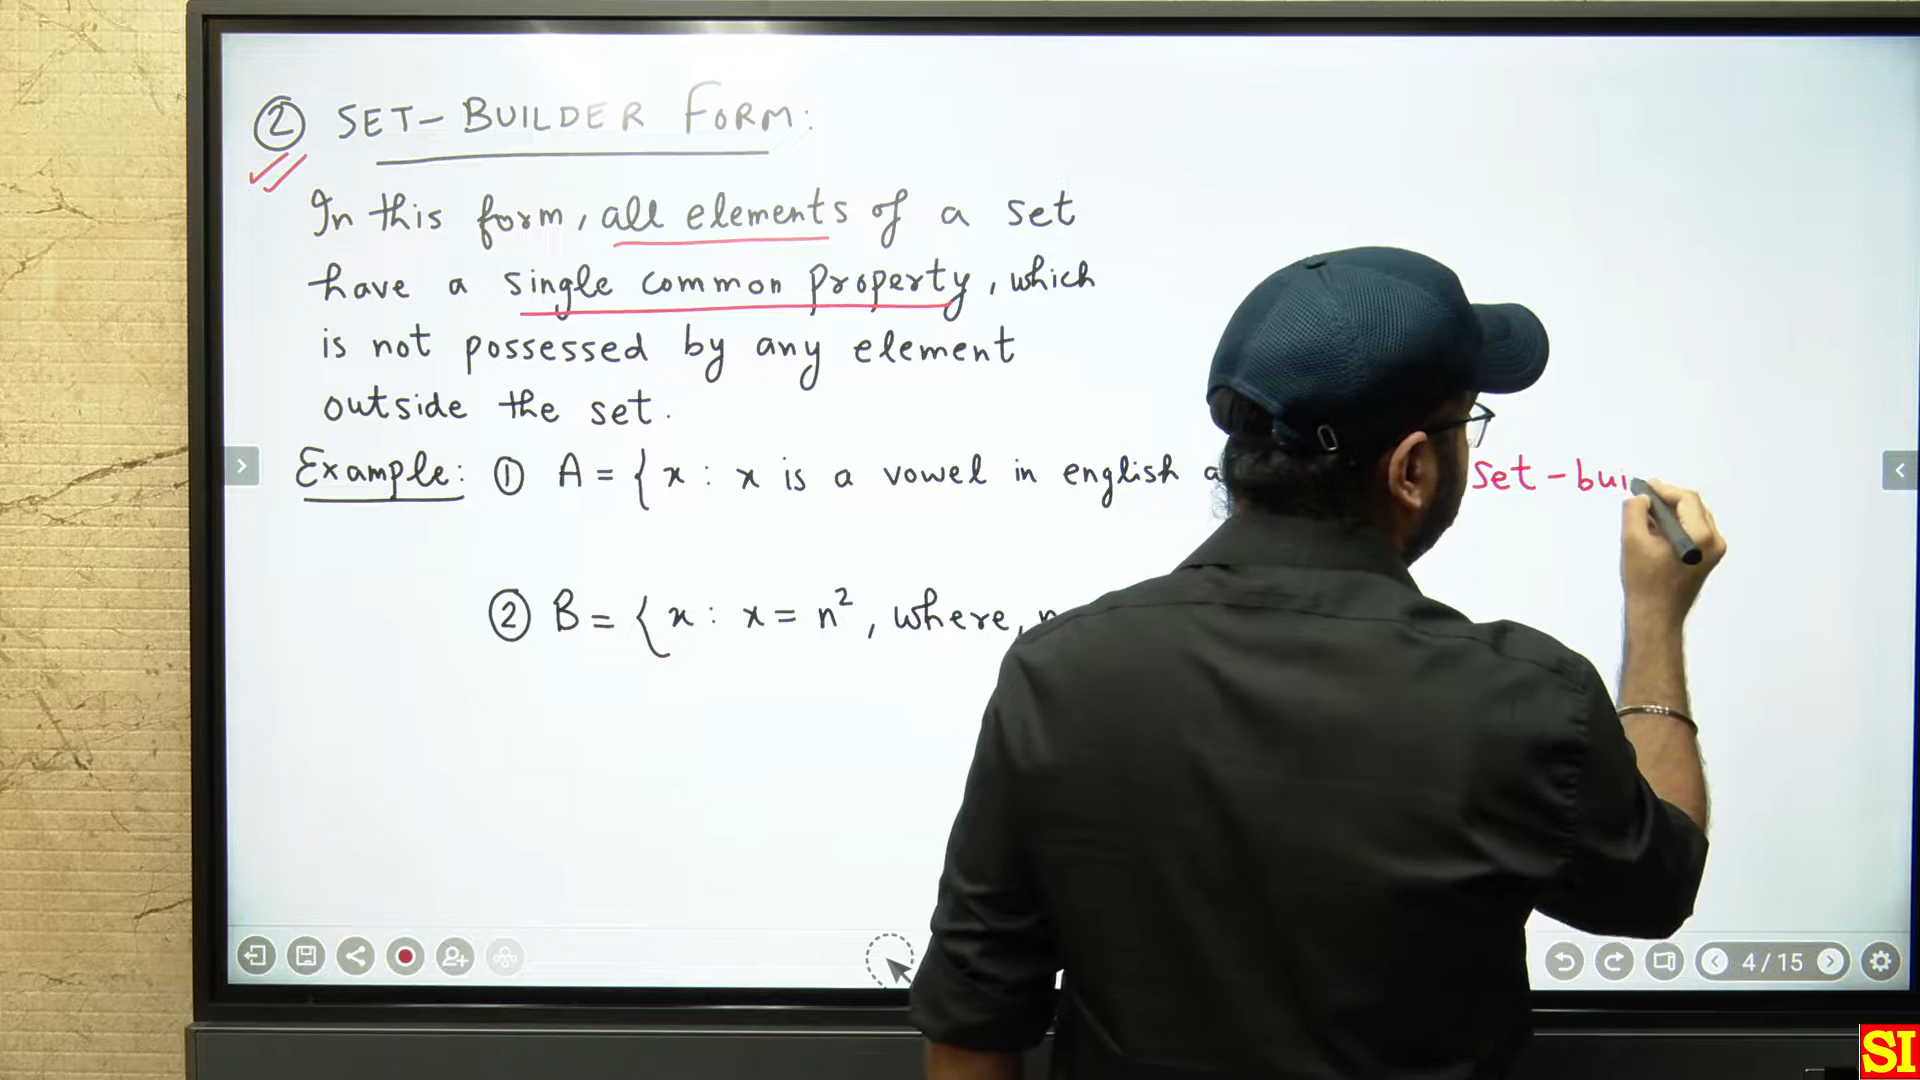 ② SET-BUILDER FORM:
In this form, all elements of a set
have a single common property, which
is not possessed by any element
outside the set.
Example: ① A = { x : x is a vowel in english a
set-bui
② B = { x : x = n², where, n
4/15
SI